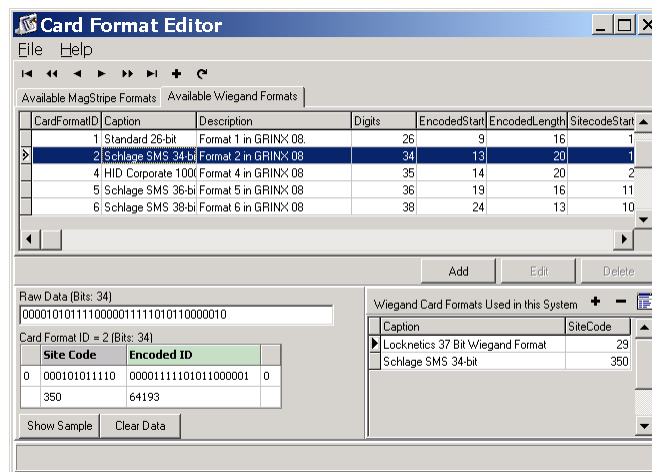 Card Format Editor
File Help
Available MagStripe Formats Available Wiegand Formats
CardFormatID Caption Description Digits EncodedStart EncodedLength SitecodeStart
1 Standard 26-bit Format 1 in GRINX 08. 26 9 16 1
2 Schlage SMS 34-bi Format 2 in GRINX 08 34 13 20 1
4 HID Corporate 100( Format 4 in GRINX 08 35 14 20 2
5 Schlage SMS 36-bi Format 5 in GRINX 08 36 19 16 11
6 Schlage SMS 38-bi Format 6 in GRINX 08 38 24 13 10
Add Edit Delete
Raw Data (Bits: 34)
0000101011110000011111010110000010
Card Format ID = 2 (Bits: 34)
Site Code Encoded ID
0 000101011110 00001111101011000001 0
350 64193
Show Sample Clear Data
Wiegand Card Formats Used in this System
Caption SiteCode
Locknetics 37 Bit Wiegand Format 29
Schlage SMS 34-bit 350